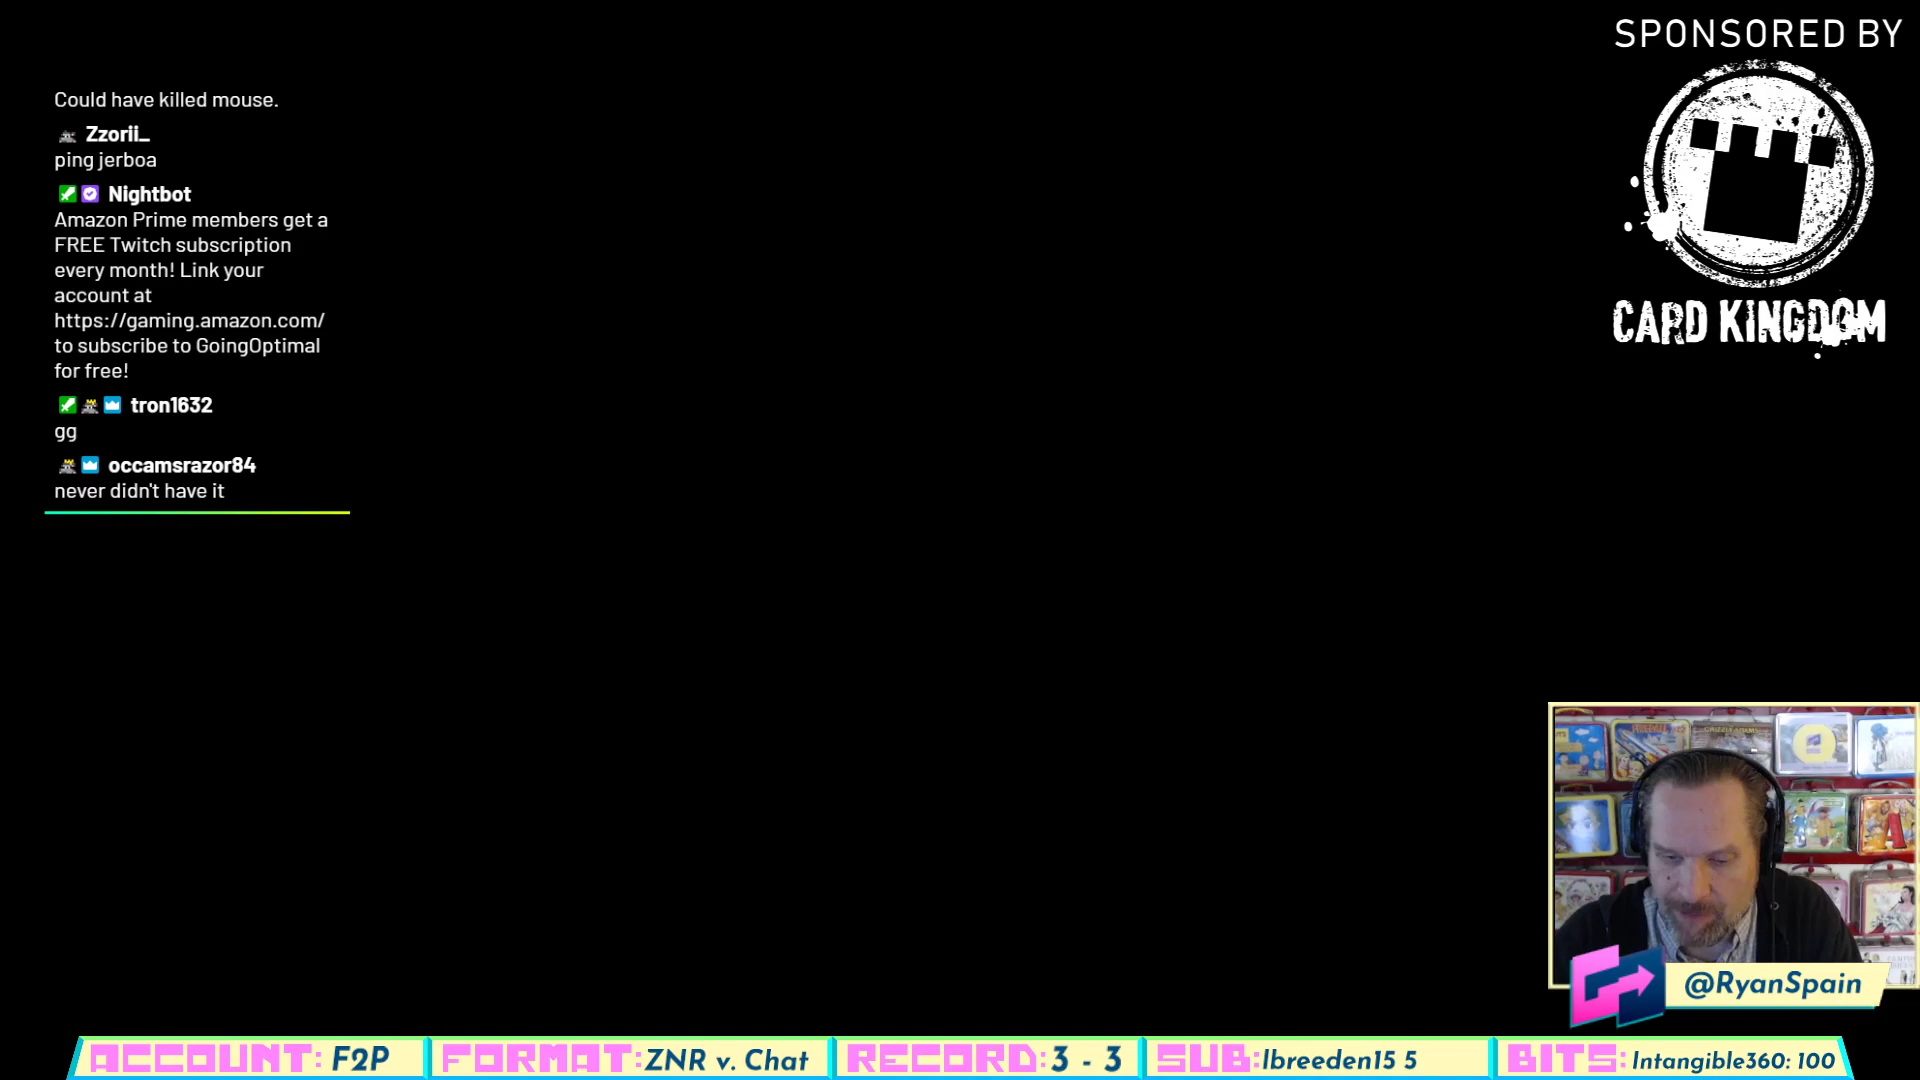 SPONSORED BY
CARD KINGDOM
Could have killed mouse.
Zzorii_
ping jerboa
Nightbot
Amazon Prime members get a
FREE Twitch subscription
every month! Link your
account at
https://gaming.amazon.com/
to subscribe to GoingOptimal
for free!
tron1632
gg
occamsrazor84
never didn't have it
GRIZZLY ADAMS
@RyanSpain
ACCOUNT: F2P
FORMAT: ZNR v. Chat
RECORD: 3 - 3
SUB: lbreeden15 5
BITS: Intangible360: 100